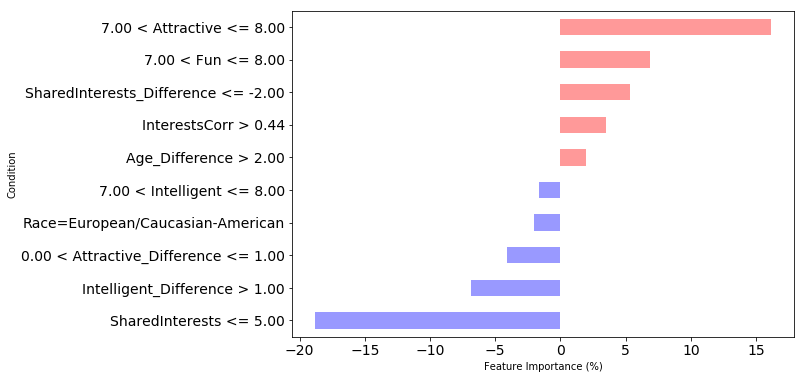 7.00 < Attractive <= 8.00
7.00 < Fun <= 8.00
SharedInterests_Difference <= -2.00
InterestsCorr > 0.44
Age_Difference > 2.00
7.00 < Intelligent <= 8.00
Race=European/Caucasian-American
0.00 < Attractive_Difference <= 1.00
Intelligent_Difference > 1.00
SharedInterests <= 5.00
Condition
−20 −15 −10 −5 0 5 10 15
Feature Importance (%)